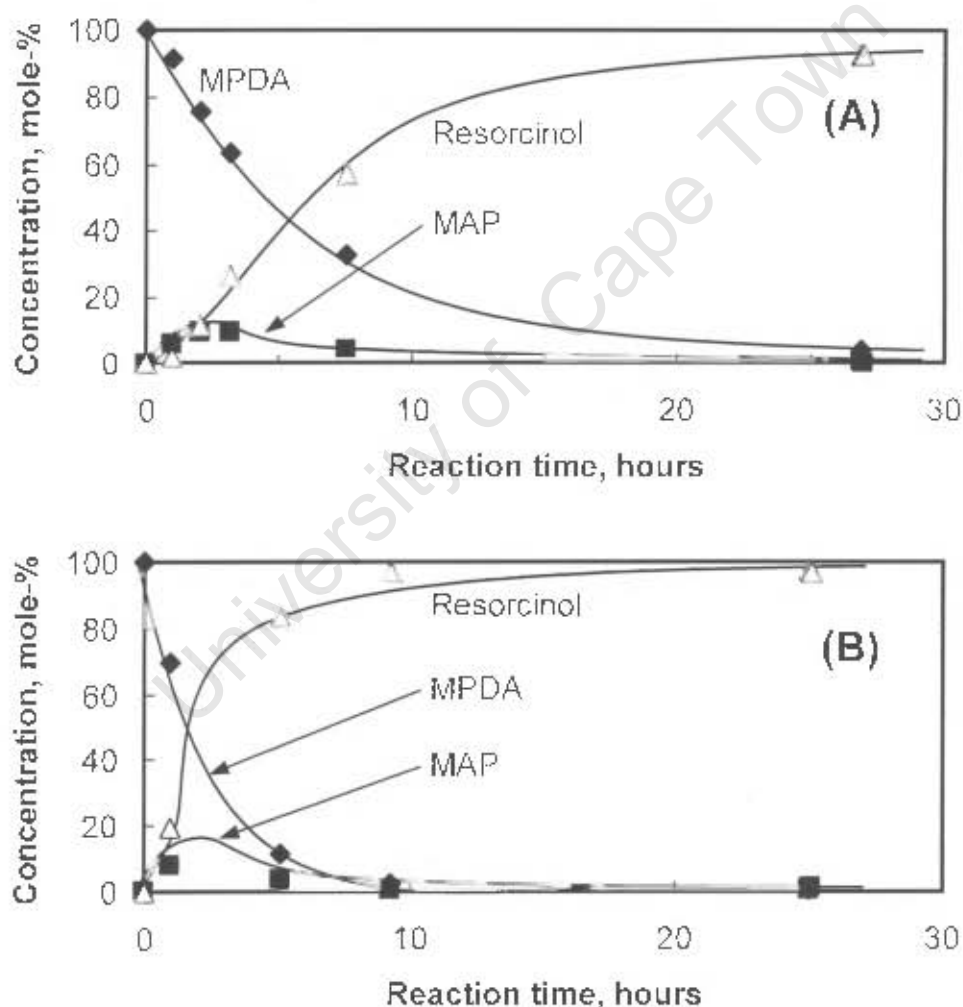 Concentration, mole-%
100
80
60
40
20
0
MPDA
Resorcinol
MAP
(A)
0
10
20
30
Reaction time, hours
Concentration, mole-%
100
80
60
40
20
0
Resorcinol
MPDA
MAP
(B)
0
10
20
30
Reaction time, hours
University of Cape Town